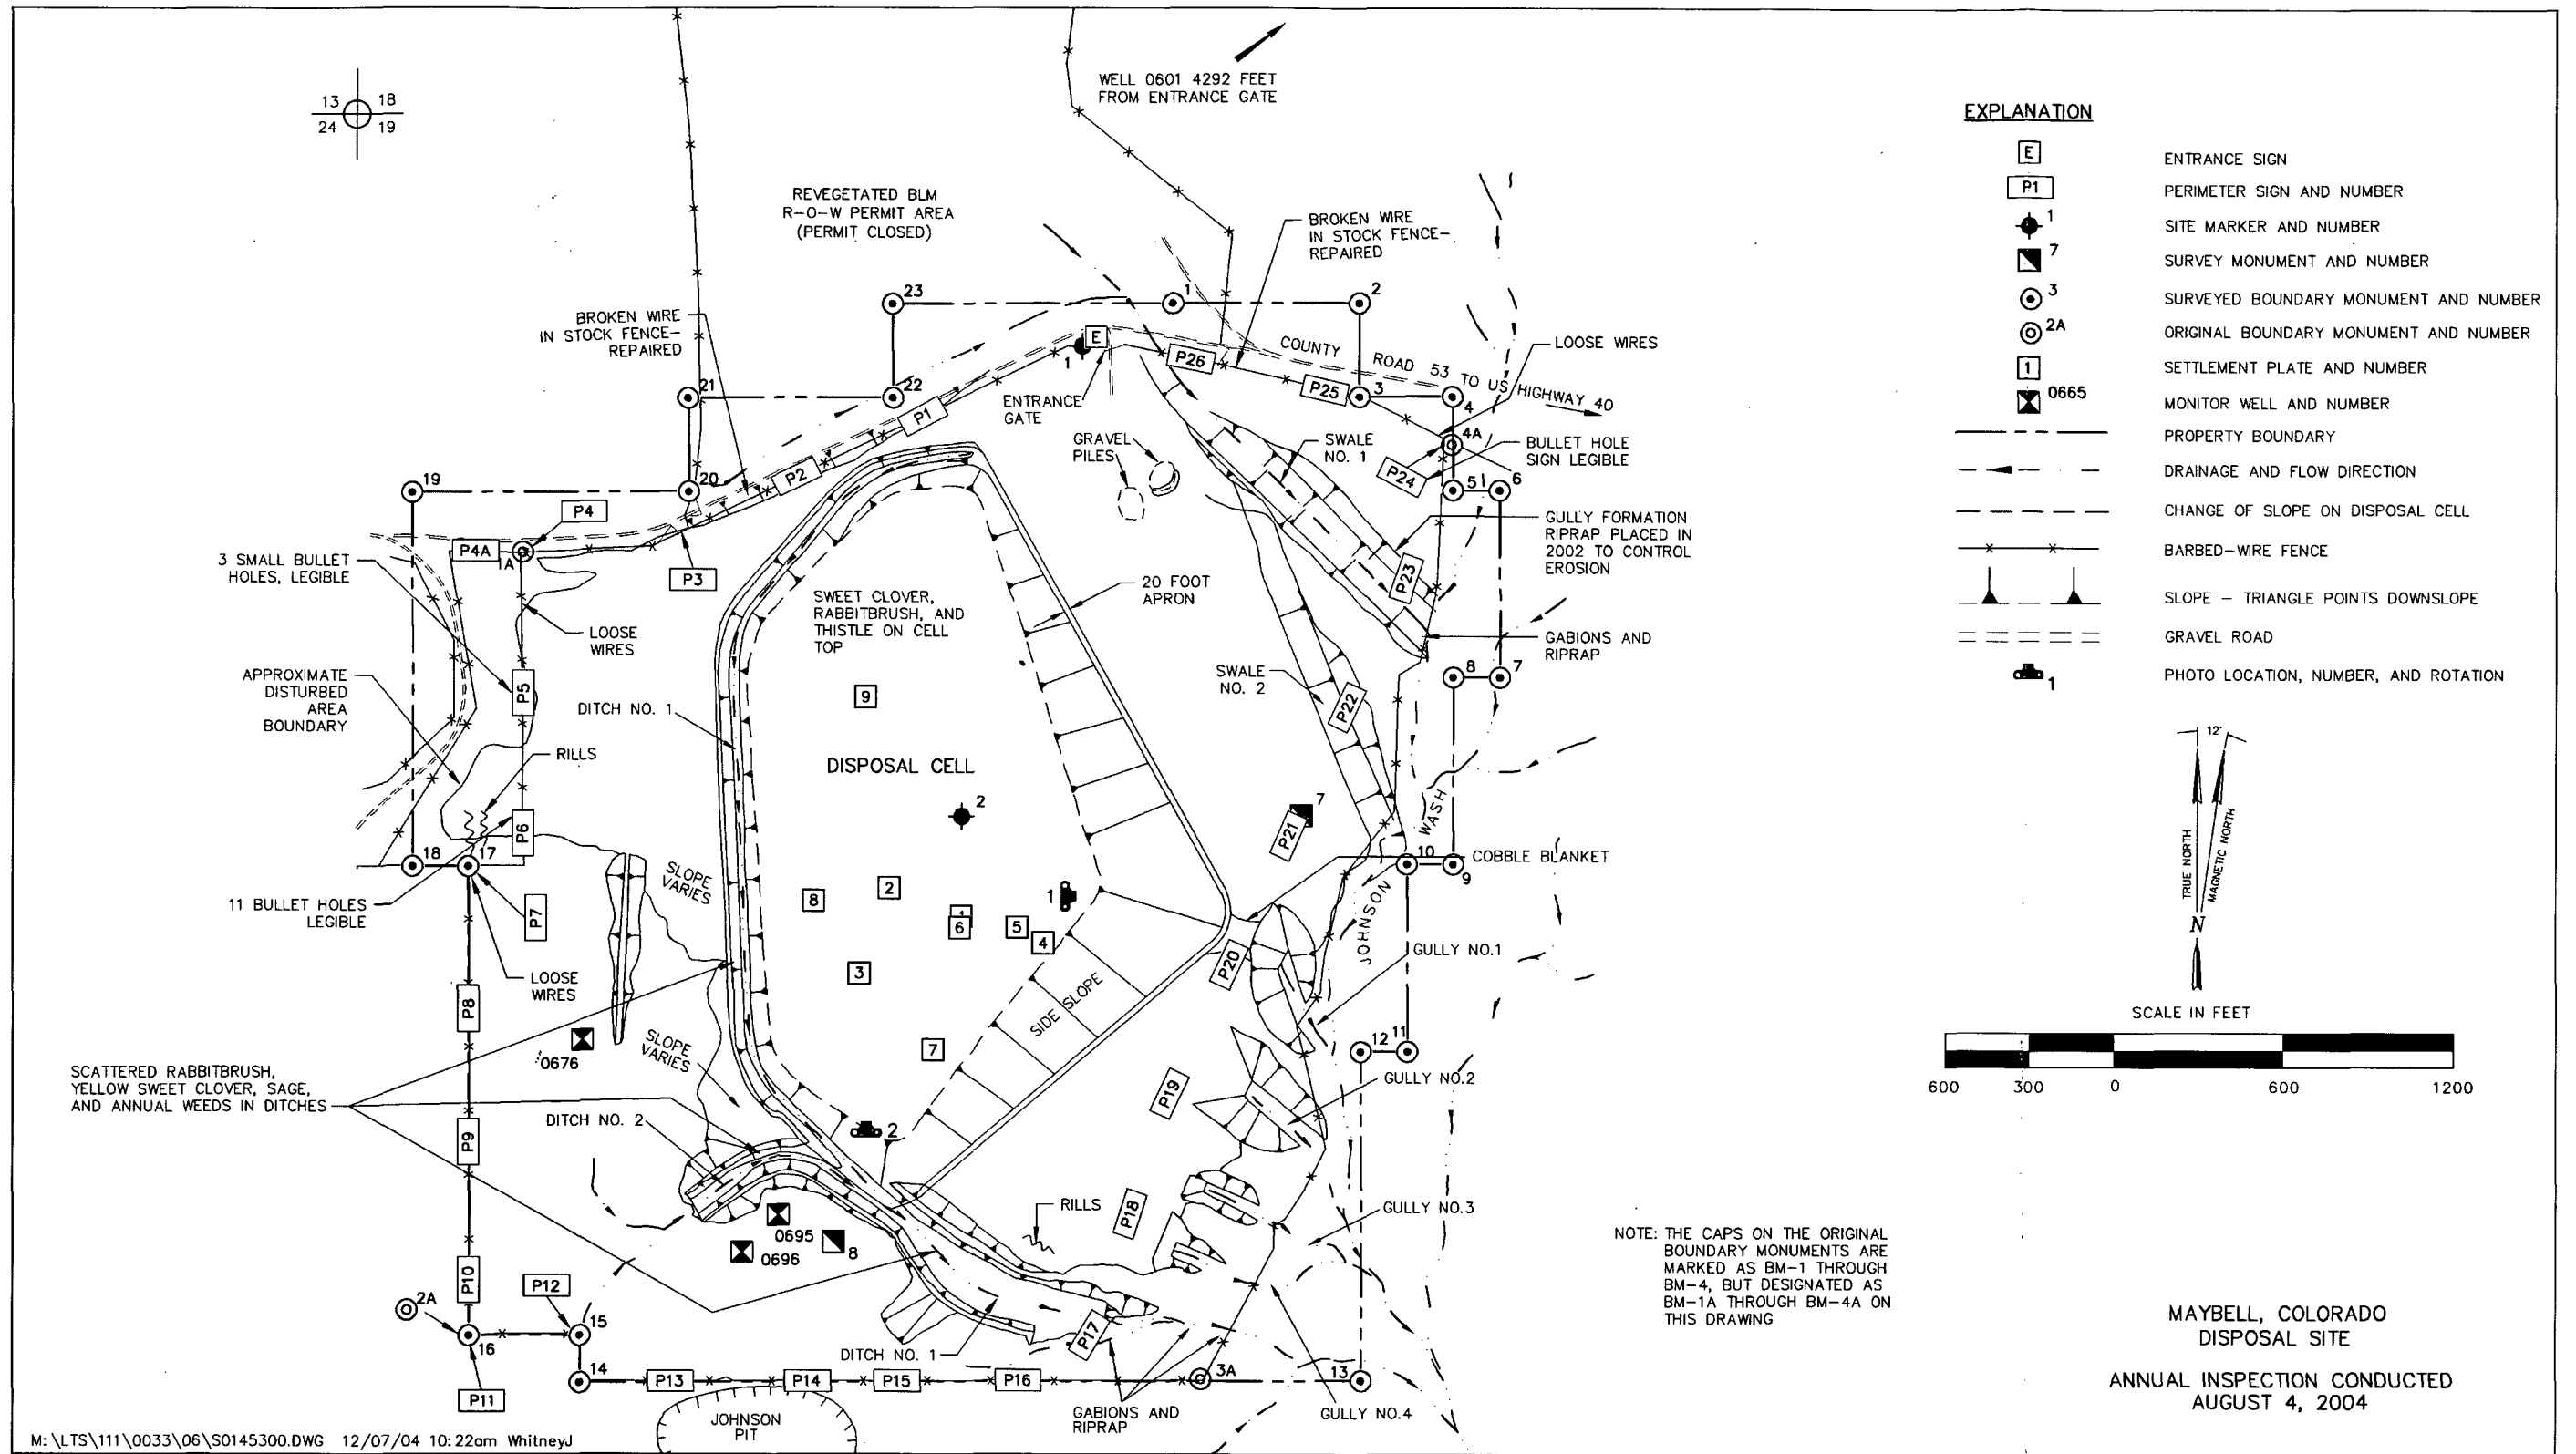 13 18
24 19
WELL 0601 4292 FEET
FROM ENTRANCE GATE
REVEGETATED BLM
R-O-W PERMIT AREA
(PERMIT CLOSED)
BROKEN WIRE
IN STOCK FENCE-
REPAIRED
BROKEN WIRE
IN STOCK FENCE-
REPAIRED
23
1
2
E
1
P26
COUNTY ROAD 53 TO US HIGHWAY 40
LOOSE WIRES
21
22
P1
ENTRANCE
GATE
P25
3
4
4A
GRAVEL
PILES
SWALE
NO. 1
BULLET HOLE
SIGN LEGIBLE
P24
19
20
P2
5
6
P4
P4A
1A
P3
3 SMALL BULLET
HOLES, LEGIBLE
GULLY FORMATION
RIPRAP PLACED IN
2002 TO CONTROL
EROSION
P23
20 FOOT
APRON
SWEET CLOVER,
RABBITBRUSH, AND
THISTLE ON CELL
TOP
LOOSE
WIRES
GABIONS AND
RIPRAP
APPROXIMATE
DISTURBED
AREA
BOUNDARY
P5
DITCH NO. 1
9
SWALE
NO. 2
P22
8
7
RILLS
DISPOSAL CELL
2
7
P21
JOHNSON WASH
P6
18
17
10
9
COBBLE BLANKET
11 BULLET HOLES
LEGIBLE
P7
SLOPE
VARIES
8
2
1
1
6
5
4
3
P20
GULLY NO.1
LOOSE
WIRES
P8
SIDE SLOPE
0676
SLOPE
VARIES
7
12
11
SCATTERED RABBITBRUSH,
YELLOW SWEET CLOVER, SAGE,
AND ANNUAL WEEDS IN DITCHES
P19
GULLY NO.2
P9
DITCH NO. 2
2
P18
RILLS
GULLY NO.3
0695
0696
8
P10
P12
2A
15
16
P11
14
P13
P14
P15
P16
DITCH NO. 1
P17
3A
13
GABIONS AND
RIPRAP
GULLY NO.4
JOHNSON
PIT
M:\LTS\111\0033\06\S0145300.DWG 12/07/04 10:22am WhitneyJ
EXPLANATION
E ENTRANCE SIGN
P1 PERIMETER SIGN AND NUMBER
1 SITE MARKER AND NUMBER
7 SURVEY MONUMENT AND NUMBER
3 SURVEYED BOUNDARY MONUMENT AND NUMBER
2A ORIGINAL BOUNDARY MONUMENT AND NUMBER
1 SETTLEMENT PLATE AND NUMBER
0665 MONITOR WELL AND NUMBER
PROPERTY BOUNDARY
DRAINAGE AND FLOW DIRECTION
CHANGE OF SLOPE ON DISPOSAL CELL
BARBED-WIRE FENCE
SLOPE - TRIANGLE POINTS DOWNSLOPE
GRAVEL ROAD
1 PHOTO LOCATION, NUMBER, AND ROTATION
12°
TRUE NORTH
MAGNETIC NORTH
N
SCALE IN FEET
600 300 0 600 1200
NOTE: THE CAPS ON THE ORIGINAL
BOUNDARY MONUMENTS ARE
MARKED AS BM-1 THROUGH
BM-4, BUT DESIGNATED AS
BM-1A THROUGH BM-4A ON
THIS DRAWING
MAYBELL, COLORADO
DISPOSAL SITE
ANNUAL INSPECTION CONDUCTED
AUGUST 4, 2004